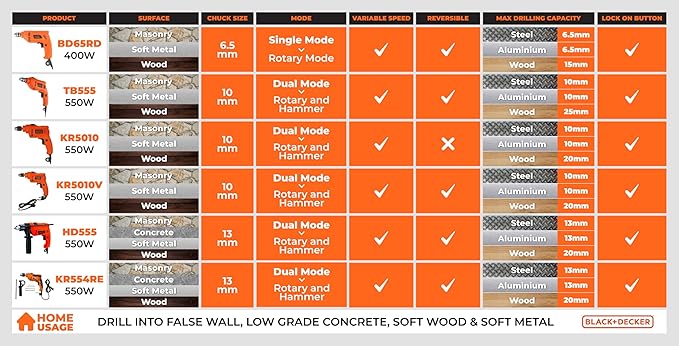 PRODUCT SURFACE CHUCK SIZE MODE VARIABLE SPEED REVERSIBLE MAX DRILLING CAPACITY LOCK ON BUTTON
BD65RD
400W
Masonry
Soft Metal
Wood
6.5
mm
Single Mode
Rotary Mode
Steel 6.5mm
Aluminium 6.5mm
Wood 15mm
TB555
550W
Masonry
Soft Metal
Wood
10
mm
Dual Mode
Rotary and
Hammer
Steel 10mm
Aluminium 10mm
Wood 25mm
KR5010
550W
Masonry
Soft Metal
Wood
10
mm
Dual Mode
Rotary and
Hammer
Steel 10mm
Aluminium 10mm
Wood 20mm
KR5010V
550W
Masonry
Soft Metal
Wood
10
mm
Dual Mode
Rotary and
Hammer
Steel 10mm
Aluminium 10mm
Wood 20mm
HD555
550W
Masonry
Concrete
Soft Metal
Wood
13
mm
Dual Mode
Rotary and
Hammer
Steel 13mm
Aluminium 13mm
Wood 20mm
KR554RE
550W
Masonry
Concrete
Soft Metal
Wood
13
mm
Dual Mode
Rotary and
Hammer
Steel 13mm
Aluminium 13mm
Wood 20mm
HOME
USAGE
DRILL INTO FALSE WALL, LOW GRADE CONCRETE, SOFT WOOD & SOFT METAL
BLACK+DECKER